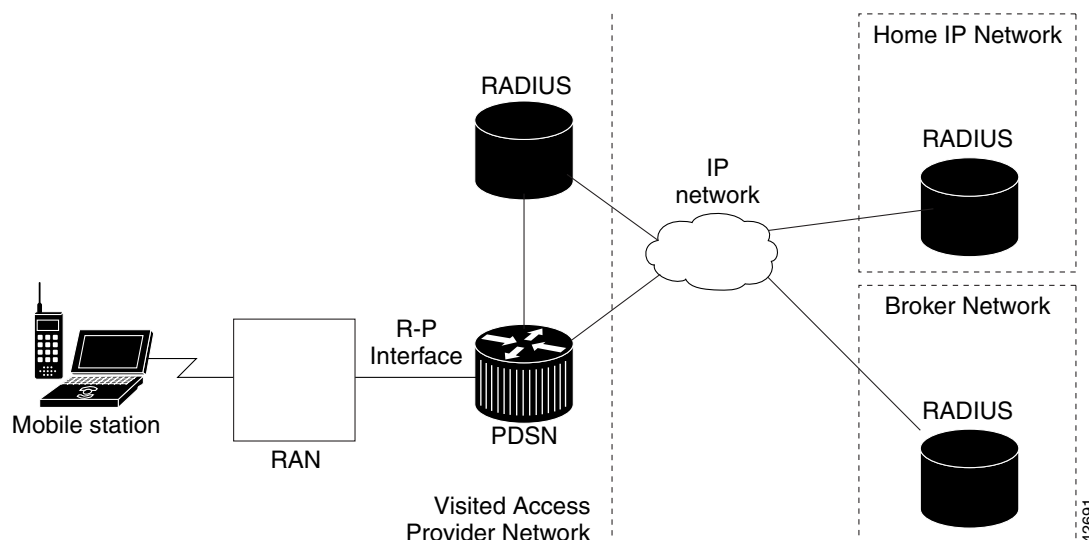 Home IP Network
RADIUS
RADIUS
IP
network
Broker Network
R-P
Interface
RADIUS
Mobile station
PDSN
RAN
Visited Access
Provider Network